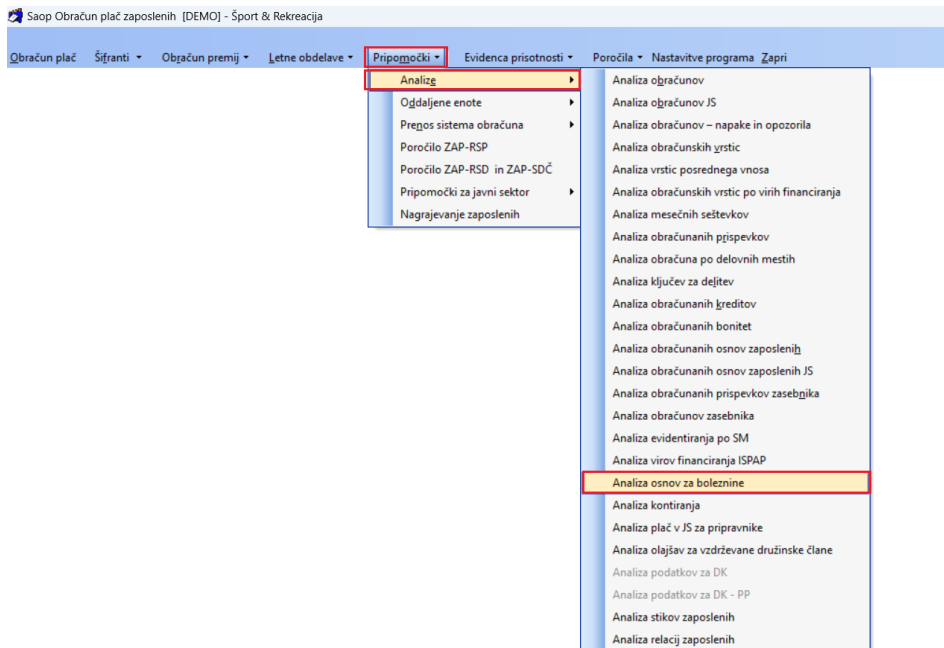 Saop Obračun plač zaposlenih [DEMO] - Šport & Rekreacija
Obračun plač Šifranti Obračun premij Letne obdelave Pripomočki Evidenca prisotnosti Poročila Nastavitve programa Zapri
Analize
Oddaljene enote
Prenos sistema obračuna
Poročilo ZAP-RSP
Poročilo ZAP-RSD in ZAP-SDČ
Pripomočki za javni sektor
Nagrajevanje zaposlenih
Analiza obračunov
Analiza obračunov JS
Analiza obračunov – napake in opozorila
Analiza obračunskih vrstic
Analiza vrstic posrednega vnosa
Analiza obračunskih vrstic po virih financiranja
Analiza mesečnih seštevkov
Analiza obračunanih prispevkov
Analiza obračuna po delovnih mestih
Analiza ključev za delitev
Analiza obračunanih kreditov
Analiza obračunanih bonitet
Analiza obračunanih osnov zaposlenih
Analiza obračunanih osnov zaposlenih JS
Analiza obračunanih prispevkov zasebnika
Analiza obračunov zasebnika
Analiza evidentiranja po SM
Analiza virov financiranja ISPAP
Analiza osnov za boleznine
Analiza kontiranja
Analiza plač v JS za pripravnike
Analiza olajšav za vzdrževane družinske člane
Analiza podatkov za DK
Analiza podatkov za DK - PP
Analiza stikov zaposlenih
Analiza relacij zaposlenih